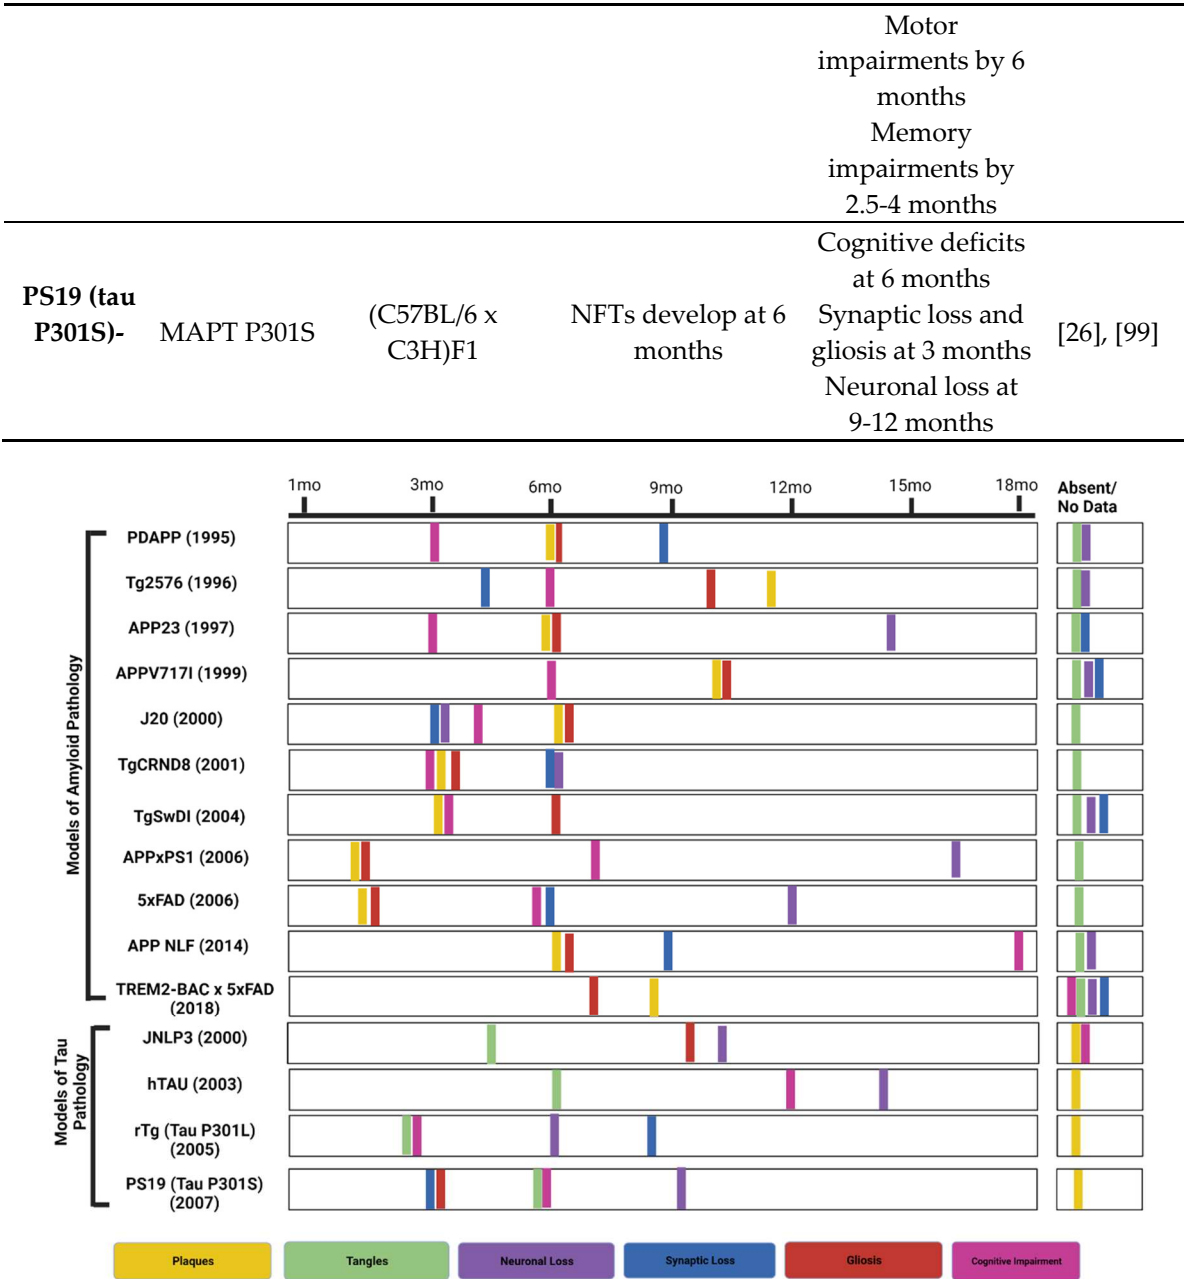 Motor
impairments by 6
months
Memory
impairments by
2.5-4 months
PS19 (tau
P301S)-
MAPT P301S
(C57BL/6 x
C3H)F1
NFTs develop at 6
months
Cognitive deficits
at 6 months
Synaptic loss and
gliosis at 3 months
Neuronal loss at
9-12 months
[26], [99]
1mo 3mo 6mo 9mo 12mo 15mo 18mo Absent/
No Data
Models of Amyloid Pathology
PDAPP (1995)
Tg2576 (1996)
APP23 (1997)
APPV717I (1999)
J20 (2000)
TgCRND8 (2001)
TgSwDI (2004)
APPxPS1 (2006)
5xFAD (2006)
APP NLF (2014)
TREM2-BAC x 5xFAD
(2018)
Models of Tau
Pathology
JNLP3 (2000)
hTAU (2003)
rTg (Tau P301L)
(2005)
PS19 (Tau P301S)
(2007)
Plaques Tangles Neuronal Loss Synaptic Loss Gliosis Cognitive Impairment